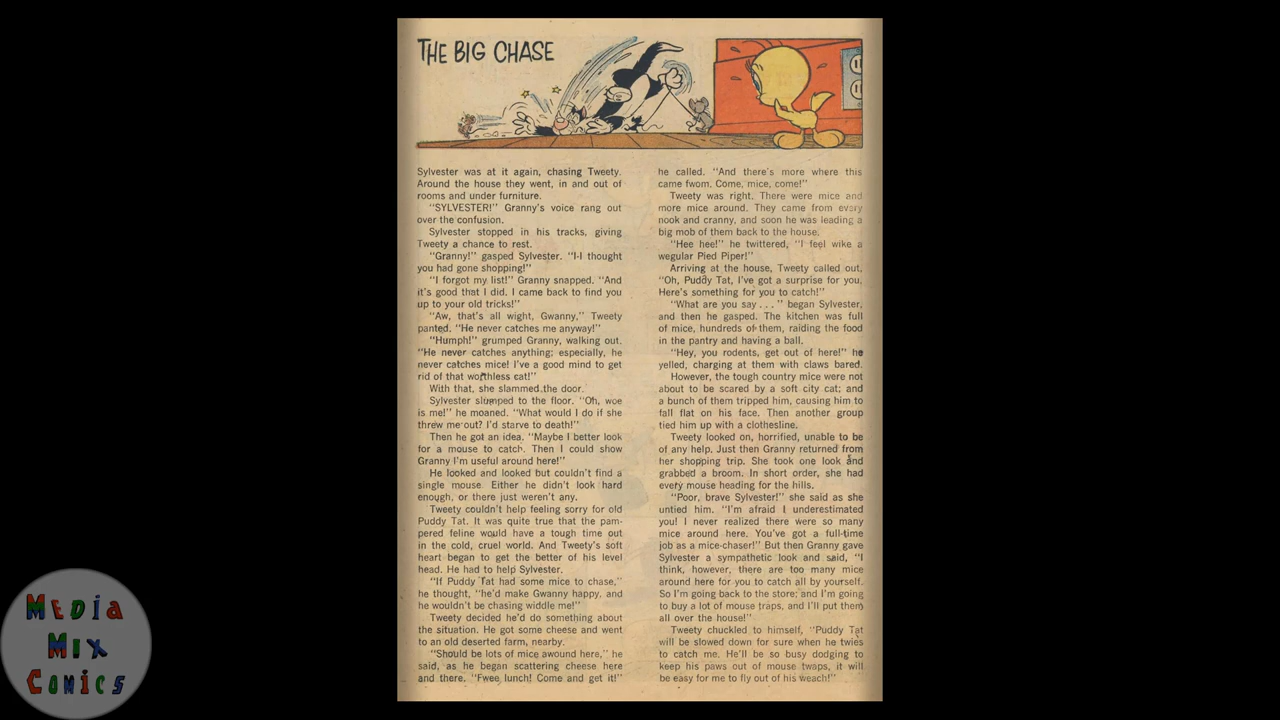 THE BIG CHASE
Sylvester was at it again, chasing Tweety.
Around the house they went, in and out of
rooms and under furniture.
"SYLVESTER!" Granny's voice rang out
over the confusion.
Sylvester stopped in his tracks, giving
Tweety a chance to rest.
"Granny!" gasped Sylvester. "I-I thought
you had gone shopping!"
"I forgot my list!" Granny snapped. "And
it's good that I did. I came back to find you
up to your old tricks!"
"Aw, that's all wight, Gwanny," Tweety
panted. "He never catches me anyway!"
"Humph!" grumped Granny, walking out.
"He never catches anything; especially, he
never catches mice! I've a good mind to get
rid of that worthless cat!"
With that, she slammed the door.
Sylvester slumped to the floor. "Oh, woe
is me!" he moaned. "What would I do if she
threw me out? I'd starve to death!"
Then he got an idea. "Maybe I better look
for a mouse to catch. Then I could show
Granny I'm useful around here!"
He looked and looked but couldn't find a
single mouse. Either he didn't look hard
enough, or there just weren't any.
Tweety couldn't help feeling sorry for old
Puddy Tat. It was quite true that the pam-
pered feline would have a tough time out
in the cold, cruel world. And Tweety's soft
heart began to get the better of his level
head. He had to help Sylvester.
"If Puddy Tat had some mice to chase,"
he thought, "he'd make Gwanny happy, and
he wouldn't be chasing widdle me!"
Tweety decided he'd do something about
the situation. He got some cheese and went
to an old deserted farm, nearby.
"Should be lots of mice awound here," he
said, as he began scattering cheese here
and there. "Fwee lunch! Come and get it!"
he called. "And there's more where this
came fwom. Come, mice, come!"
Tweety was right. There were mice and
more mice around. They came from every
nook and cranny, and soon he was leading a
big mob of them back to the house.
"Hee hee!" he twittered, "I feel wike a
wegular Pied Piper!"
Arriving at the house, Tweety called out,
"Oh, Puddy Tat, I've got a surprise for you.
Here's something for you to catch!"
"What are you say . . . " began Sylvester,
and then he gasped. The kitchen was full
of mice, hundreds of them, raiding the food
in the pantry and having a ball.
"Hey, you rodents, get out of here!" he
yelled, charging at them with claws bared.
However, the tough country mice were not
about to be scared by a soft city cat; and
a bunch of them tripped him, causing him to
fall flat on his face. Then another group
tied him up with a clothesline.
Tweety looked on, horrified, unable to be
of any help. Just then Granny returned from
her shopping trip. She took one look and
grabbed a broom. In short order, she had
every mouse heading for the hills.
"Poor, brave Sylvester!" she said as she
untied him. "I'm afraid I underestimated
you! I never realized there were so many
mice around here. You've got a full-time
job as a mice-chaser!" But then Granny gave
Sylvester a sympathetic look and said, "I
think, however, there are too many mice
around here for you to catch all by yourself.
So I'm going back to the store; and I'm going
to buy a lot of mouse traps, and I'll put them
all over the house!"
Tweety chuckled to himself, "Puddy Tat
will be slowed down for sure when he twies
to catch me. He'll be so busy dodging to
keep his paws out of mouse twaps, it will
be easy for me to fly out of his weach!"
MEDIA
MIX
COMICS